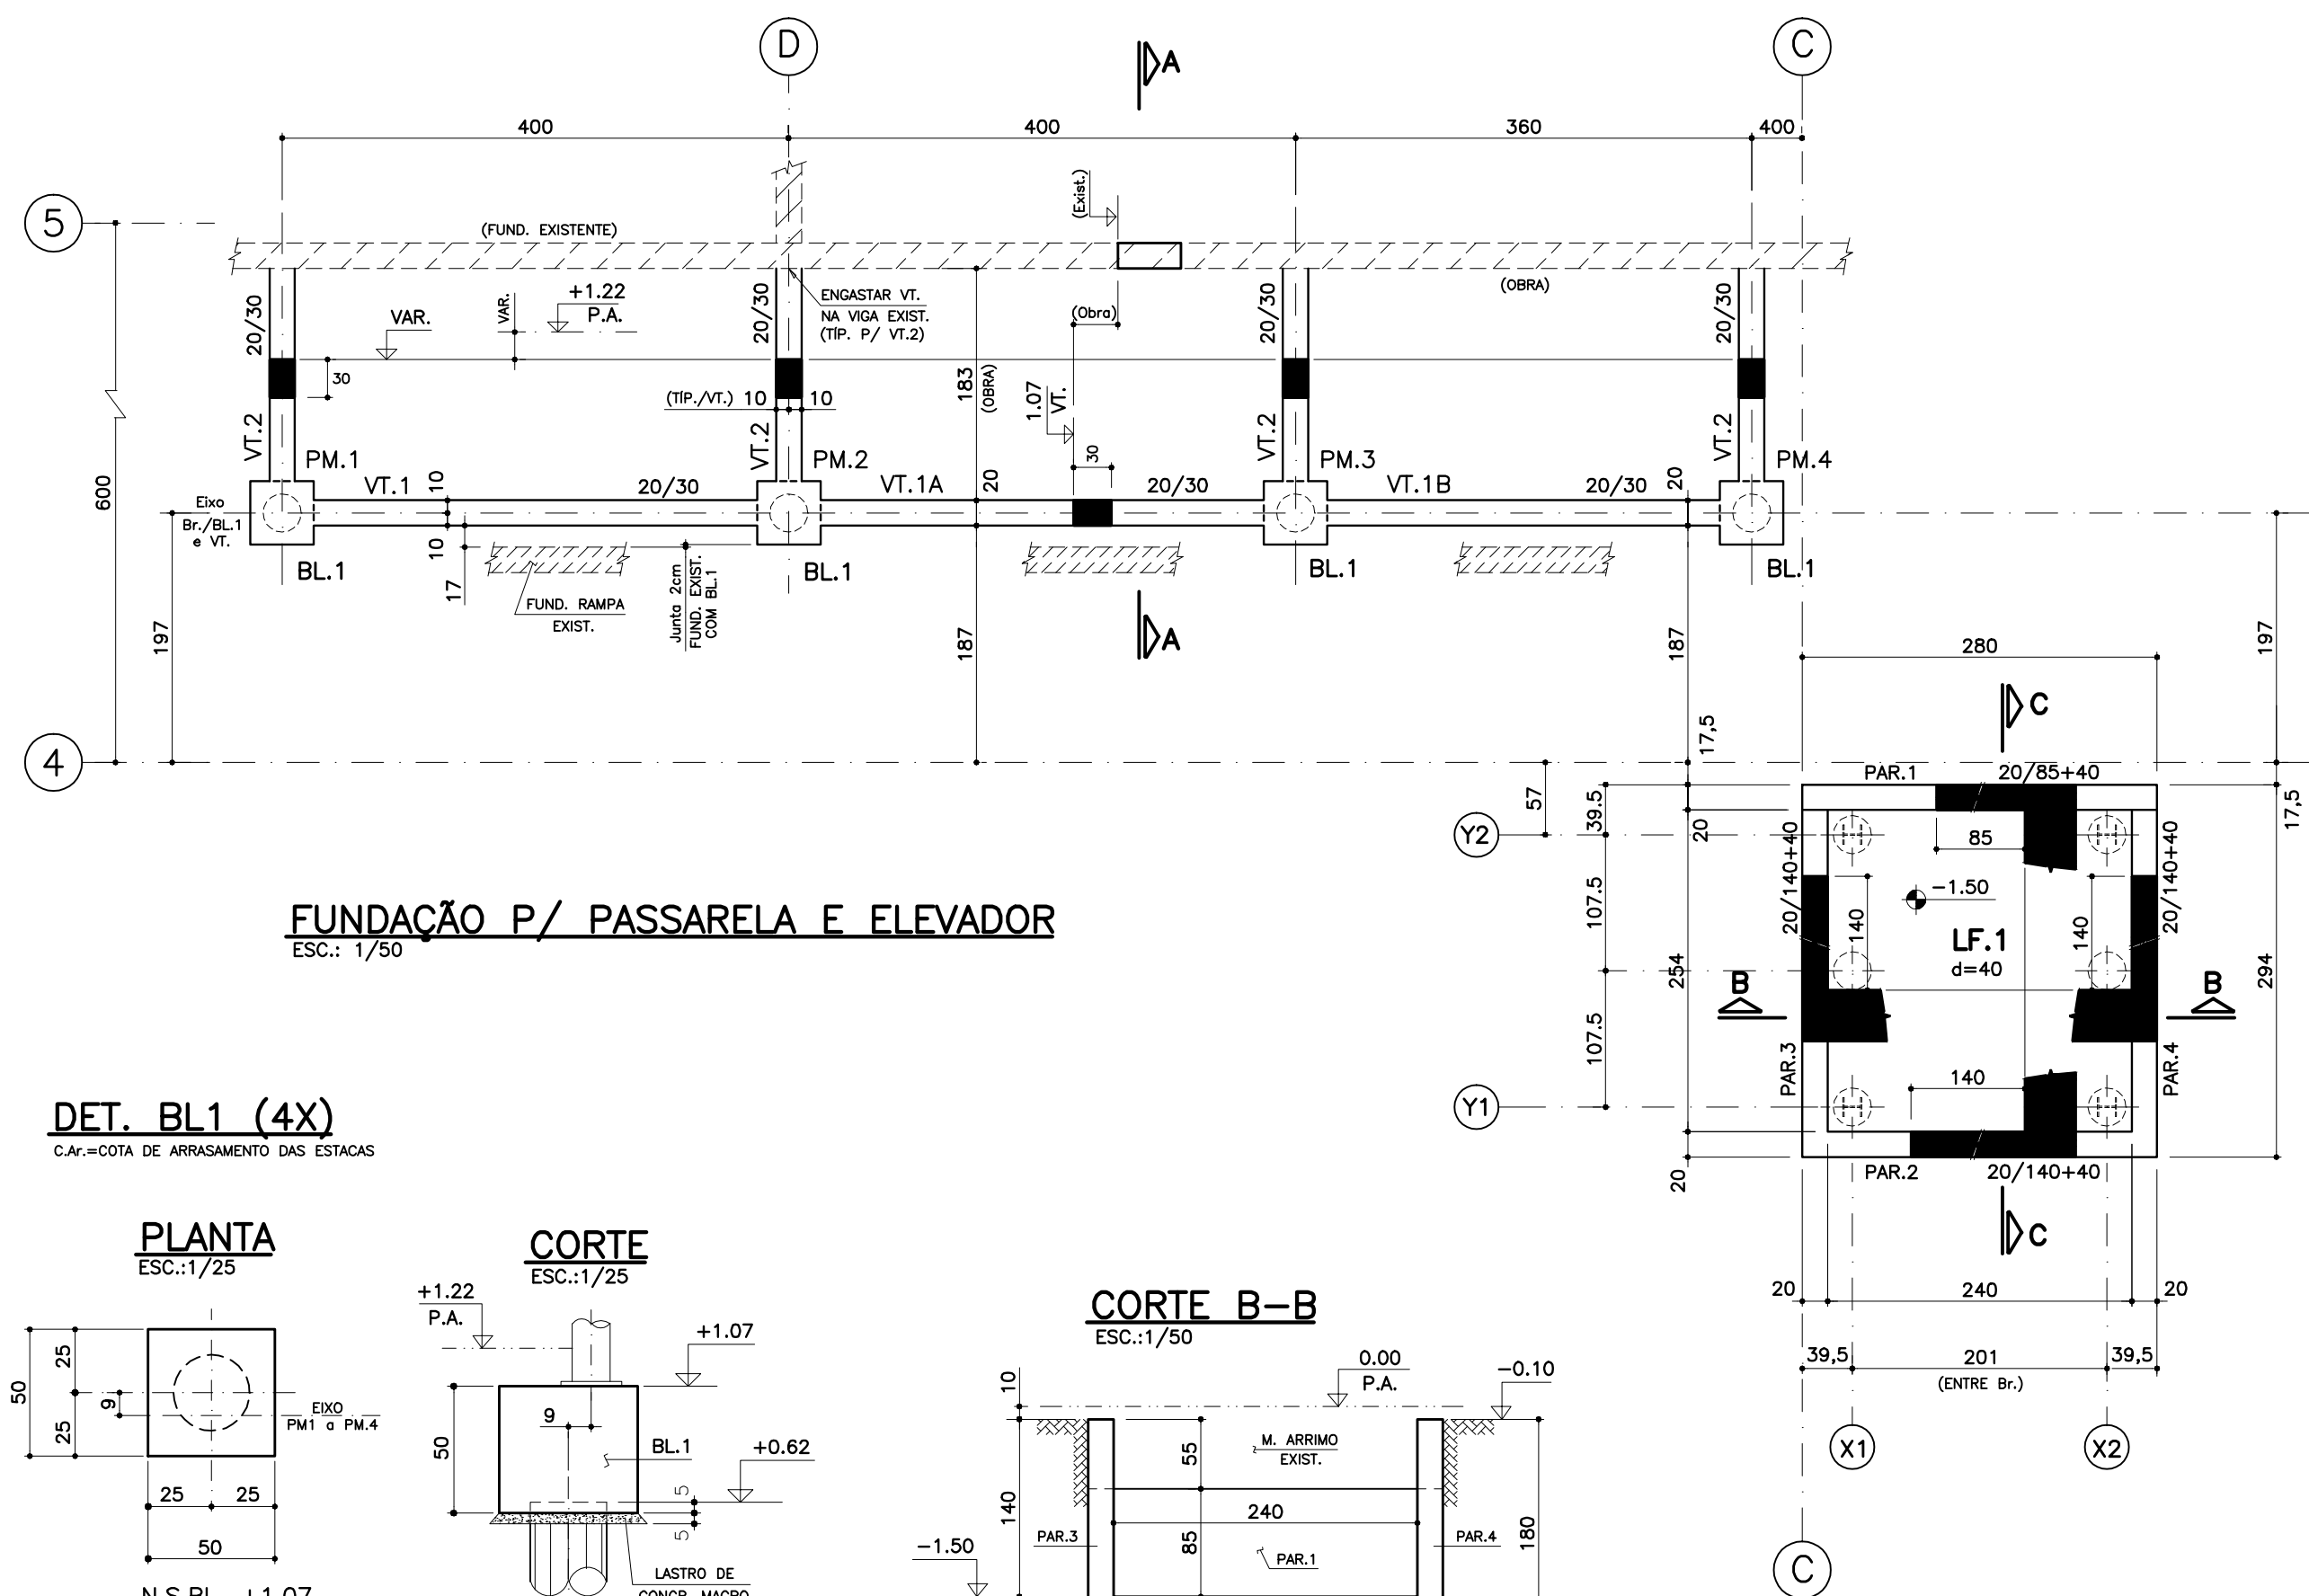 D
A
C
400
400
360
400
5
(FUND. EXISTENTE)
(Exist.)
(OBRA)
20/30
VAR.
VAR.
+1.22
P.A.
20/30
ENGASTAR VT.
NA VIGA EXIST.
(TÍP. P/ VT.2)
(Obra)
20/30
20/30
30
(TÍP./VT.) 10
10
183
(OBRA)
1.07
VT.
600
VT.2
PM.1
VT.2
PM.2
30
VT.2
PM.3
VT.2
PM.4
Eixo
Br./BL.1
e VT.
VT.1
10
20/30
VT.1A
20
20/30
VT.1B
20/30
20
10
BL.1
BL.1
BL.1
BL.1
17
FUND. RAMPA
EXIST.
Junta 2cm
FUND. EXIST.
COM BL.1
A
197
187
187
197
280
C
17,5
4
57
39.5
PAR.1
20/85+40
17,5
Y2
20
85
20/140+40
20/140+40
107.5
-1.50
140
140
LF.1
d=40
254
294
B
B
107.5
PAR.3
PAR.4
140
Y1
20
PAR.2
20/140+40
C
20
240
20
39,5
201
39,5
(ENTRE Br.)
X1
X2
C
FUNDAÇÃO P/ PASSARELA E ELEVADOR
ESC.: 1/50
DET. BL1 (4X)
C.Ar.=COTA DE ARRASAMENTO DAS ESTACAS
PLANTA
ESC.:1/25
50
25
25
9
EIXO
PM1 a PM.4
25
25
50
N.S.BL. +1.07
CORTE
ESC.:1/25
+1.22
P.A.
+1.07
9
50
BL.1
+0.62
5
5
LASTRO DE
CONCR. MAGRO
CORTE B-B
ESC.:1/50
10
0.00
P.A.
-0.10
55
M. ARRIMO
EXIST.
140
240
PAR.3
85
PAR.1
PAR.4
180
-1.50